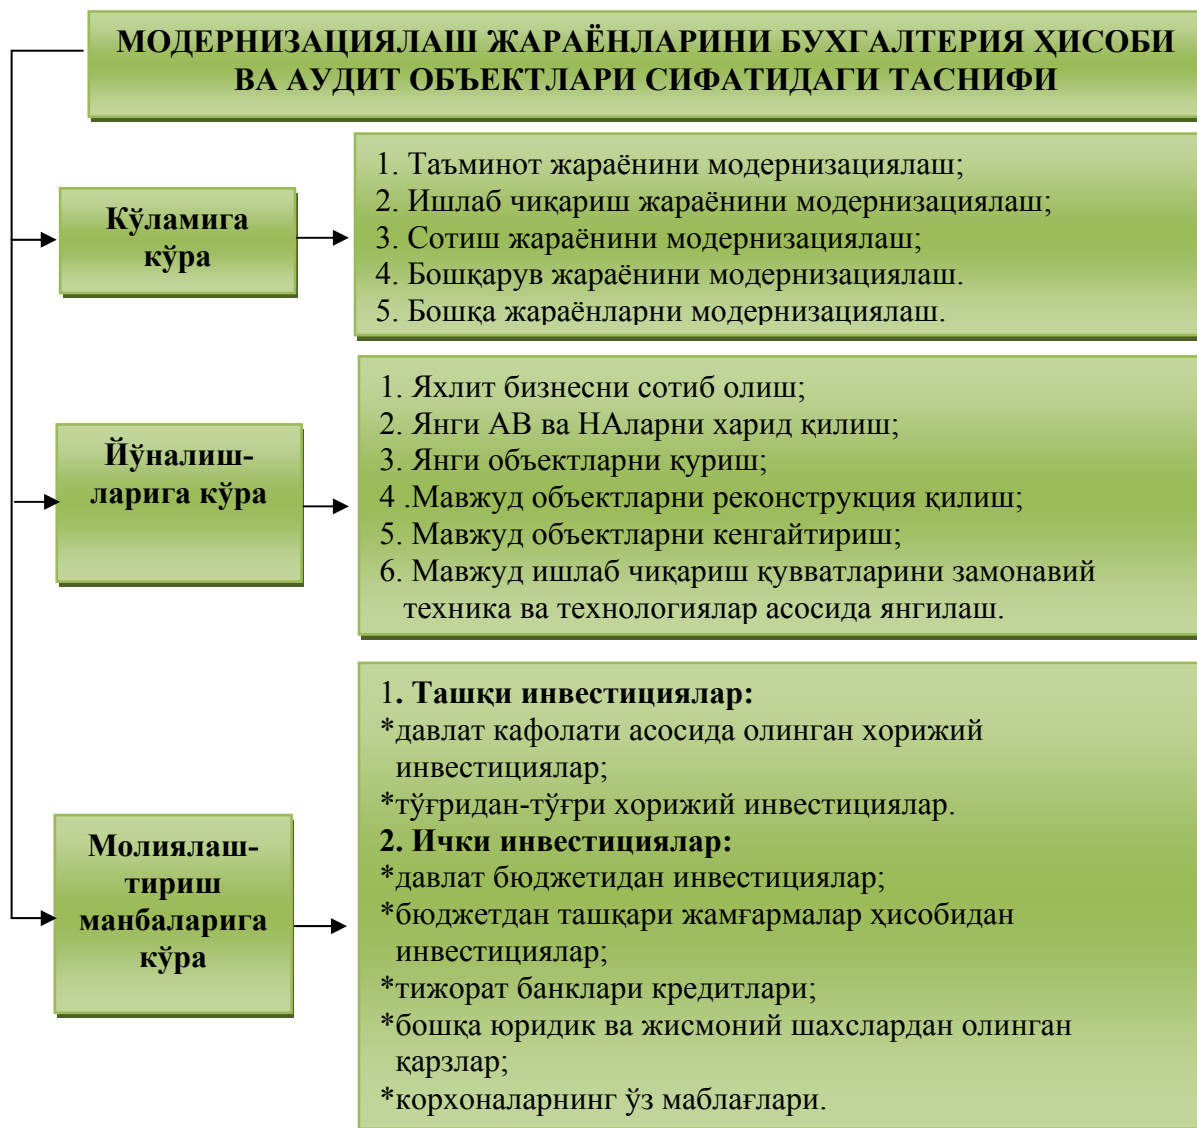 МОДЕРНИЗАЦИЯЛАШ ЖАРАЁНЛАРИНИ БУХГАЛТЕРИЯ ҲИСОБИ
ВА АУДИТ ОБЪЕКТЛАРИ СИФАТИДАГИ ТАСНИФИ
Кўламига
кўра
1. Таъминот жараёнини модернизациялаш;
2. Ишлаб чиқариш жараёнини модернизациялаш;
3. Сотиш жараёнини модернизациялаш;
4. Бошқарув жараёнини модернизациялаш.
5. Бошқа жараёнларни модернизациялаш.
Йўналиш-
ларига кўра
1. Яхлит бизнесни сотиб олиш;
2. Янги АВ ва НАларни харид қилиш;
3. Янги объектларни қуриш;
4 .Мавжуд объектларни реконструкция қилиш;
5. Мавжуд объектларни кенгайтириш;
6. Мавжуд ишлаб чиқариш қувватларини замонавий
техника ва технологиялар асосида янгилаш.
Молиялаш-
тириш
манбаларига
кўра
1. Ташқи инвестициялар:
*давлат кафолати асосида олинган хорижий
инвестициялар;
*тўғридан-тўғри хорижий инвестициялар.
2. Ички инвестициялар:
*давлат бюджетидан инвестициялар;
*бюджетдан ташқари жамғармалар ҳисобидан
инвестициялар;
*тижорат банклари кредитлари;
*бошқа юридик ва жисмоний шахслардан олинган
қарзлар;
*корхоналарнинг ўз маблағлари.